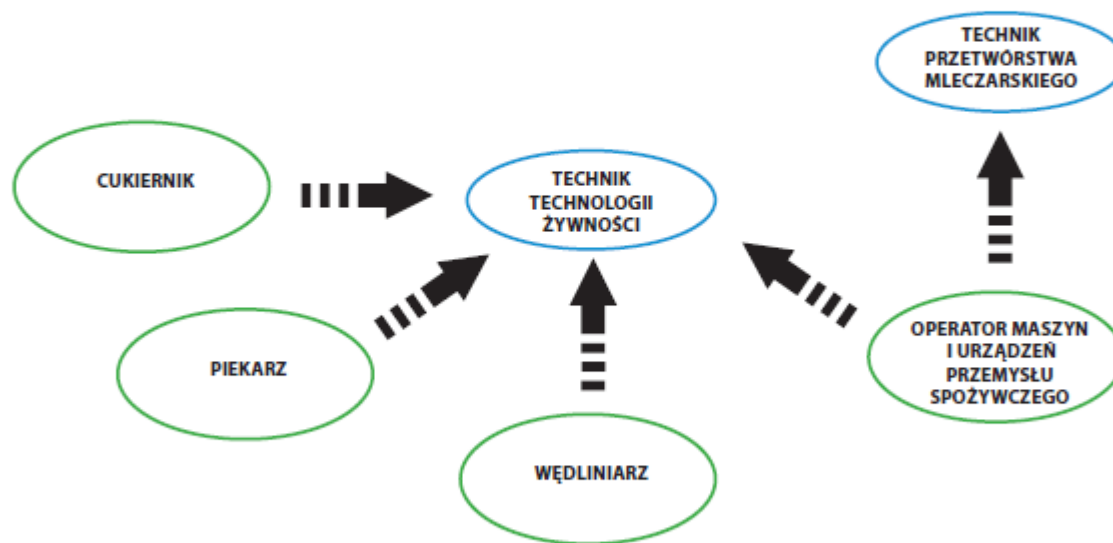 TECHNIK
PRZETWÓRSTWA
MLECZARSKIEGO
CUKIERNIK
TECHNIK
TECHNOLOGII
ŻYWNOŚCI
PIEKARZ
OPERATOR MASZYN
I URZĄDZEŃ
PRZEMYSŁU
SPOŻYWCZEGO
WĘDLINIARZ